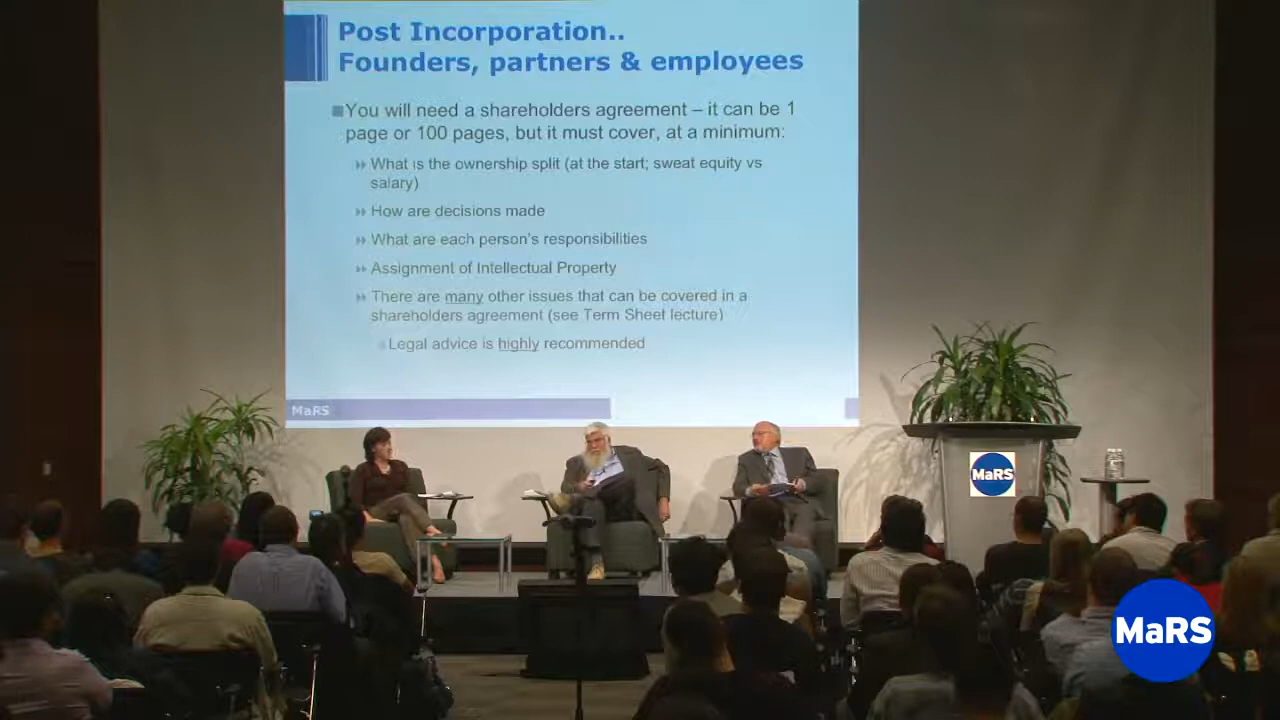 Post Incorporation..
Founders, partners & employees
You will need a shareholders agreement – it can be 1
page or 100 pages, but it must cover, at a minimum:
What is the ownership split (at the start; sweat equity vs
salary)
How are decisions made
What are each person's responsibilities
Assignment of Intellectual Property
There are many other issues that can be covered in a
shareholders agreement (see Term Sheet lecture)
Legal advice is highly recommended
MaRS
MaRS
MaRS